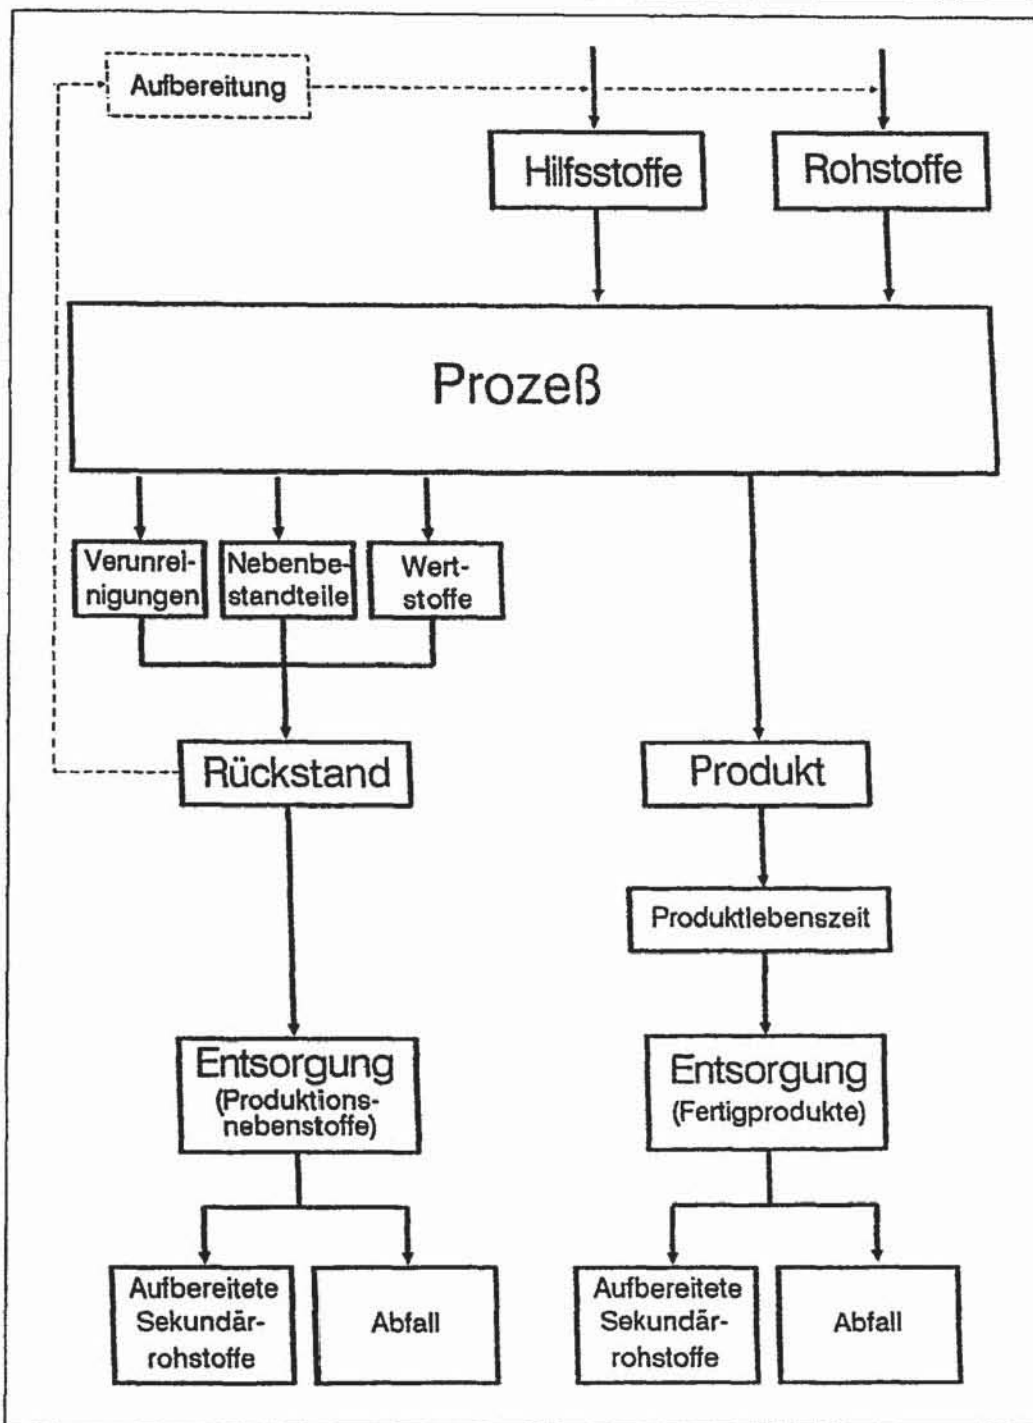 Aufbereitung
Hilfsstoffe
Rohstoffe
Prozeß
Verunrei-
nigungen
Nebenbe-
standteile
Wert-
stoffe
Rückstand
Produkt
Produktlebenszeit
Entsorgung
(Produktions-
nebenstoffe)
Entsorgung
(Fertigprodukte)
Aufbereitete
Sekundär-
rohstoffe
Abfall
Aufbereitete
Sekundär-
rohstoffe
Abfall